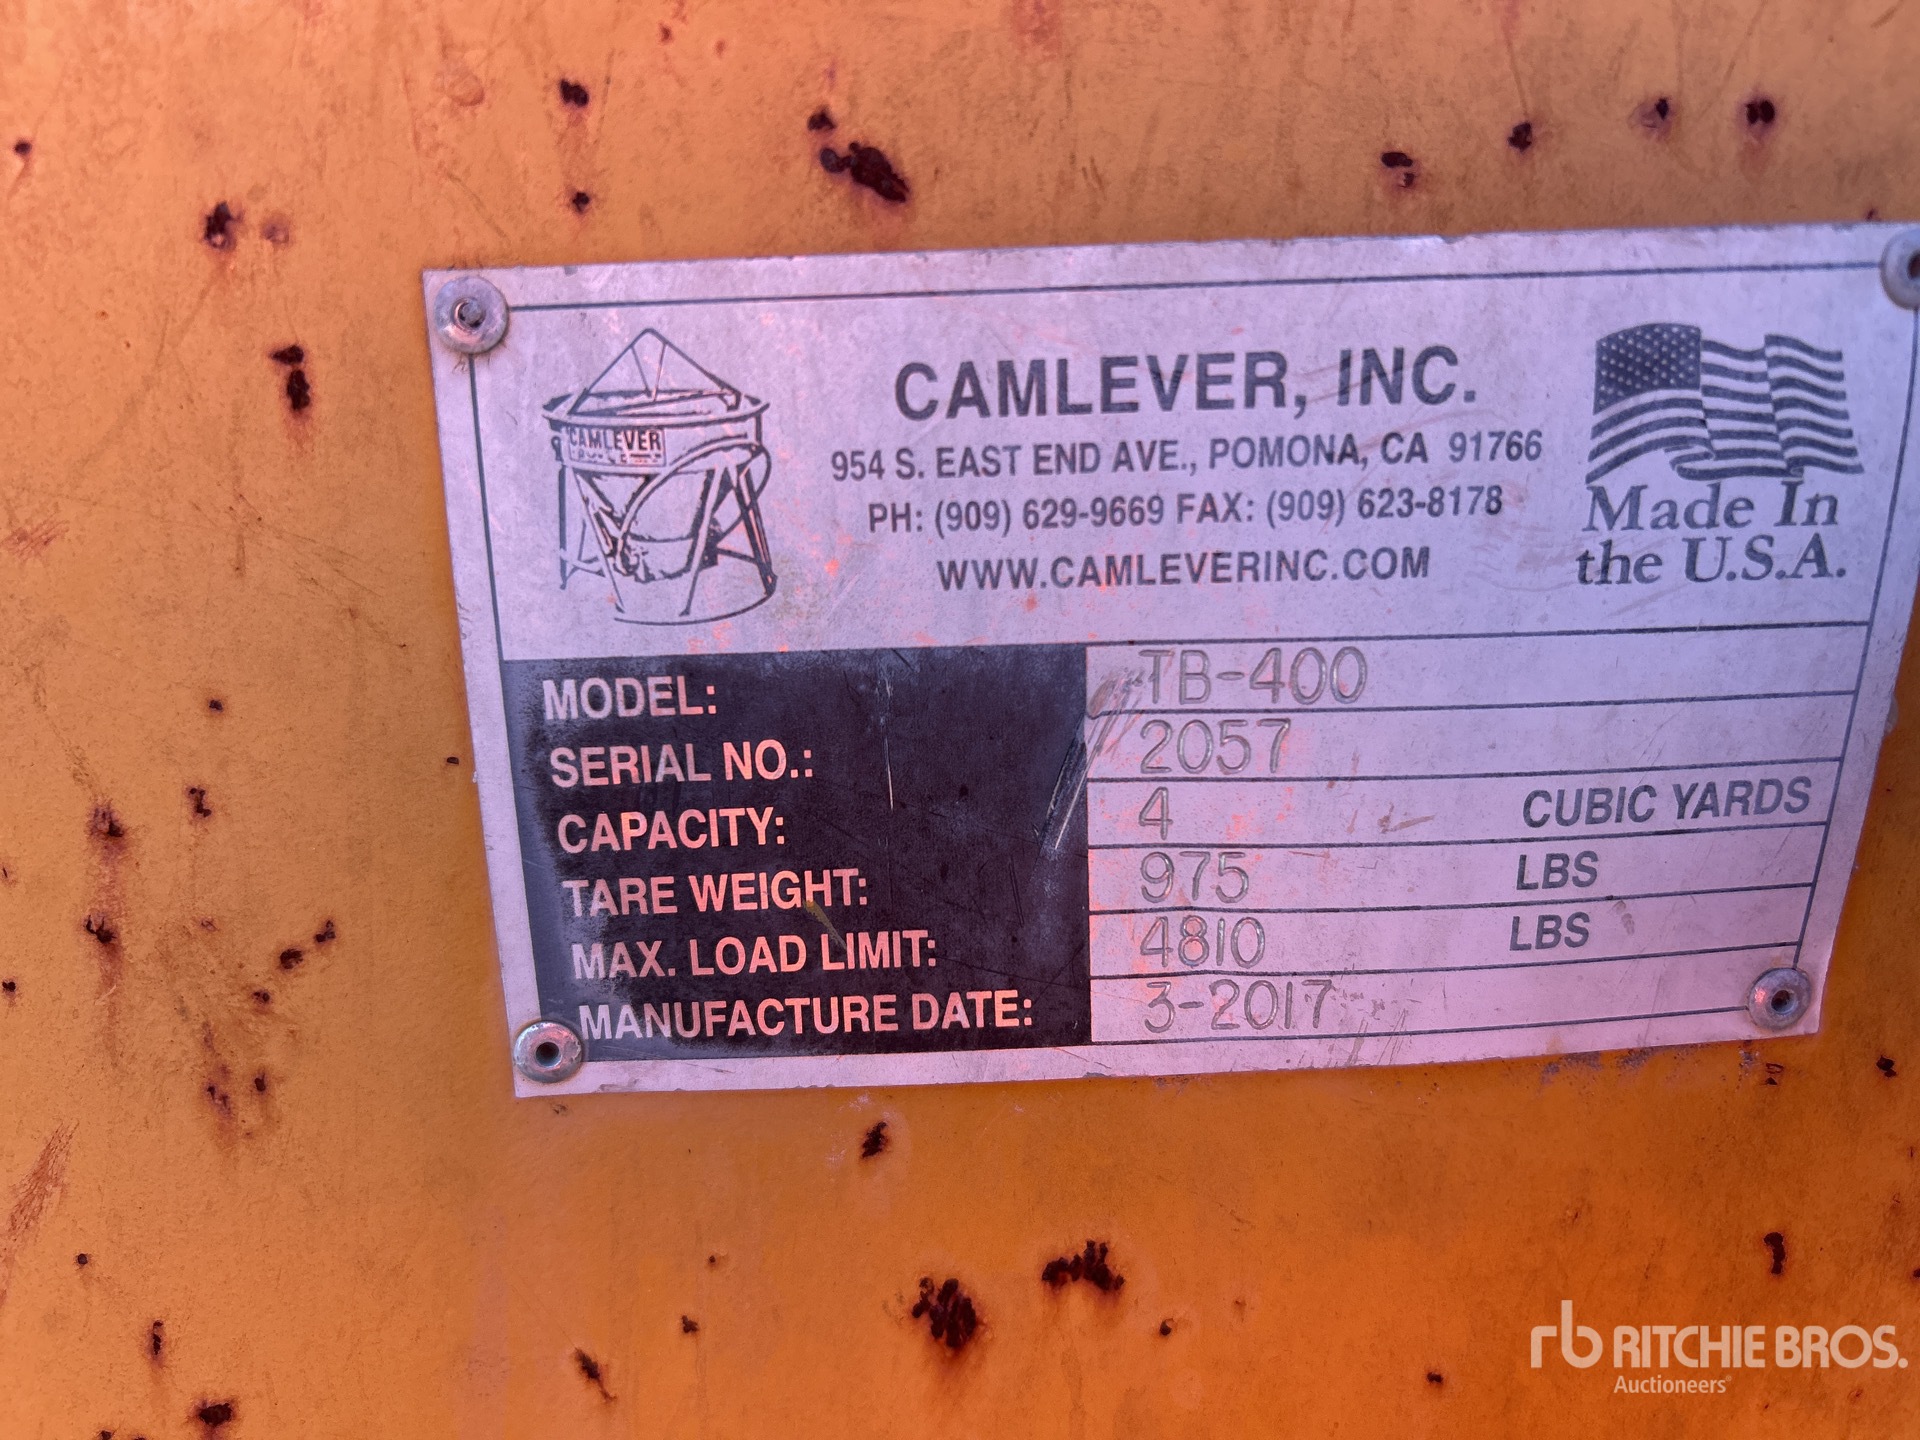 CAMLEVER
CAMLEVER, INC.
954 S. EAST END AVE., POMONA, CA 91766
PH: (909) 629-9669 FAX: (909) 623-8178
WWW.CAMLEVERINC.COM
Made In
the U.S.A.
MODEL: TB-400
SERIAL NO.: 2057
CAPACITY: 4 CUBIC YARDS
TARE WEIGHT: 975 LBS
MAX. LOAD LIMIT: 4810 LBS
MANUFACTURE DATE: 3-2017
rb RITCHIE BROS.
Auctioneers